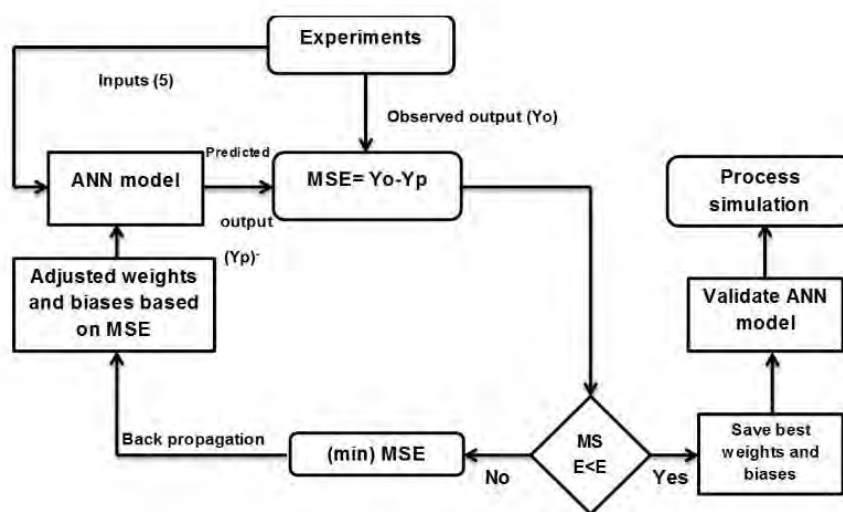 Experiments
Inputs (5)
Observed output (Yo)
Predicted
ANN model
MSE= Yo-Yp
output
(Yp)-
Process
simulation
Adjusted weights
and biases based
on MSE
Validate ANN
model
Back propagation
(min) MSE
No
MS
E<E
Yes
Save best
weights and
biases